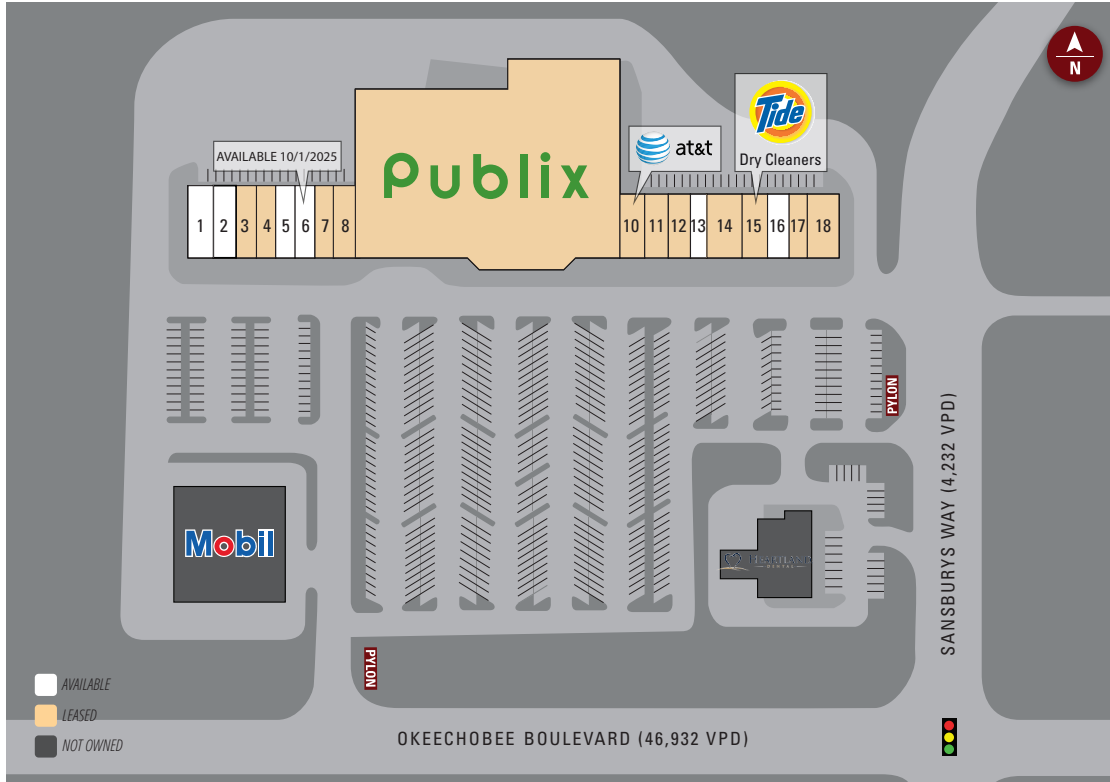 N
Tide
Dry Cleaners
at&t
AVAILABLE 10/1/2025
Publix
1 2 3 4 5 6 7 8
10 11 12 13 14 15 16 17 18
PYLON
SANSBURYS WAY (4,232 VPD)
Mobil
DENTAL
PYLON
AVAILABLE
LEASED
NOT OWNED
OKEECHOBEE BOULEVARD (46,932 VPD)